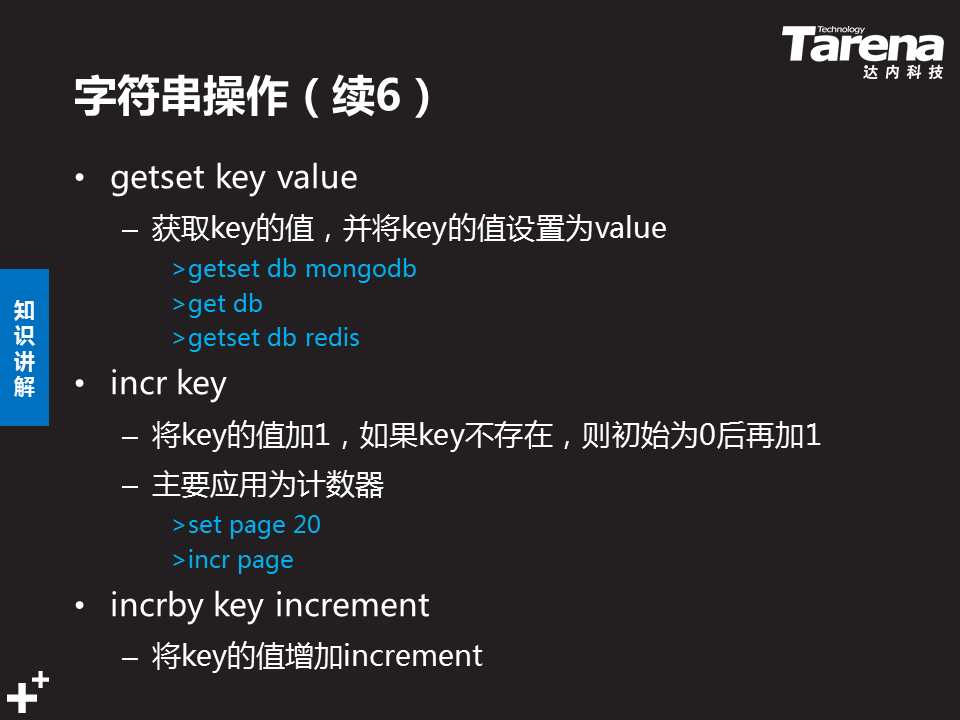 Technology
Tarena
达内科技
字符串操作（续6）
• getset key value
– 获取key的值，并将key的值设置为value
>getset db mongodb
>get db
>getset db redis
知识讲解
• incr key
– 将key的值加1，如果key不存在，则初始为0后再加1
– 主要应用为计数器
>set page 20
>incr page
• incrby key increment
– 将key的值增加increment